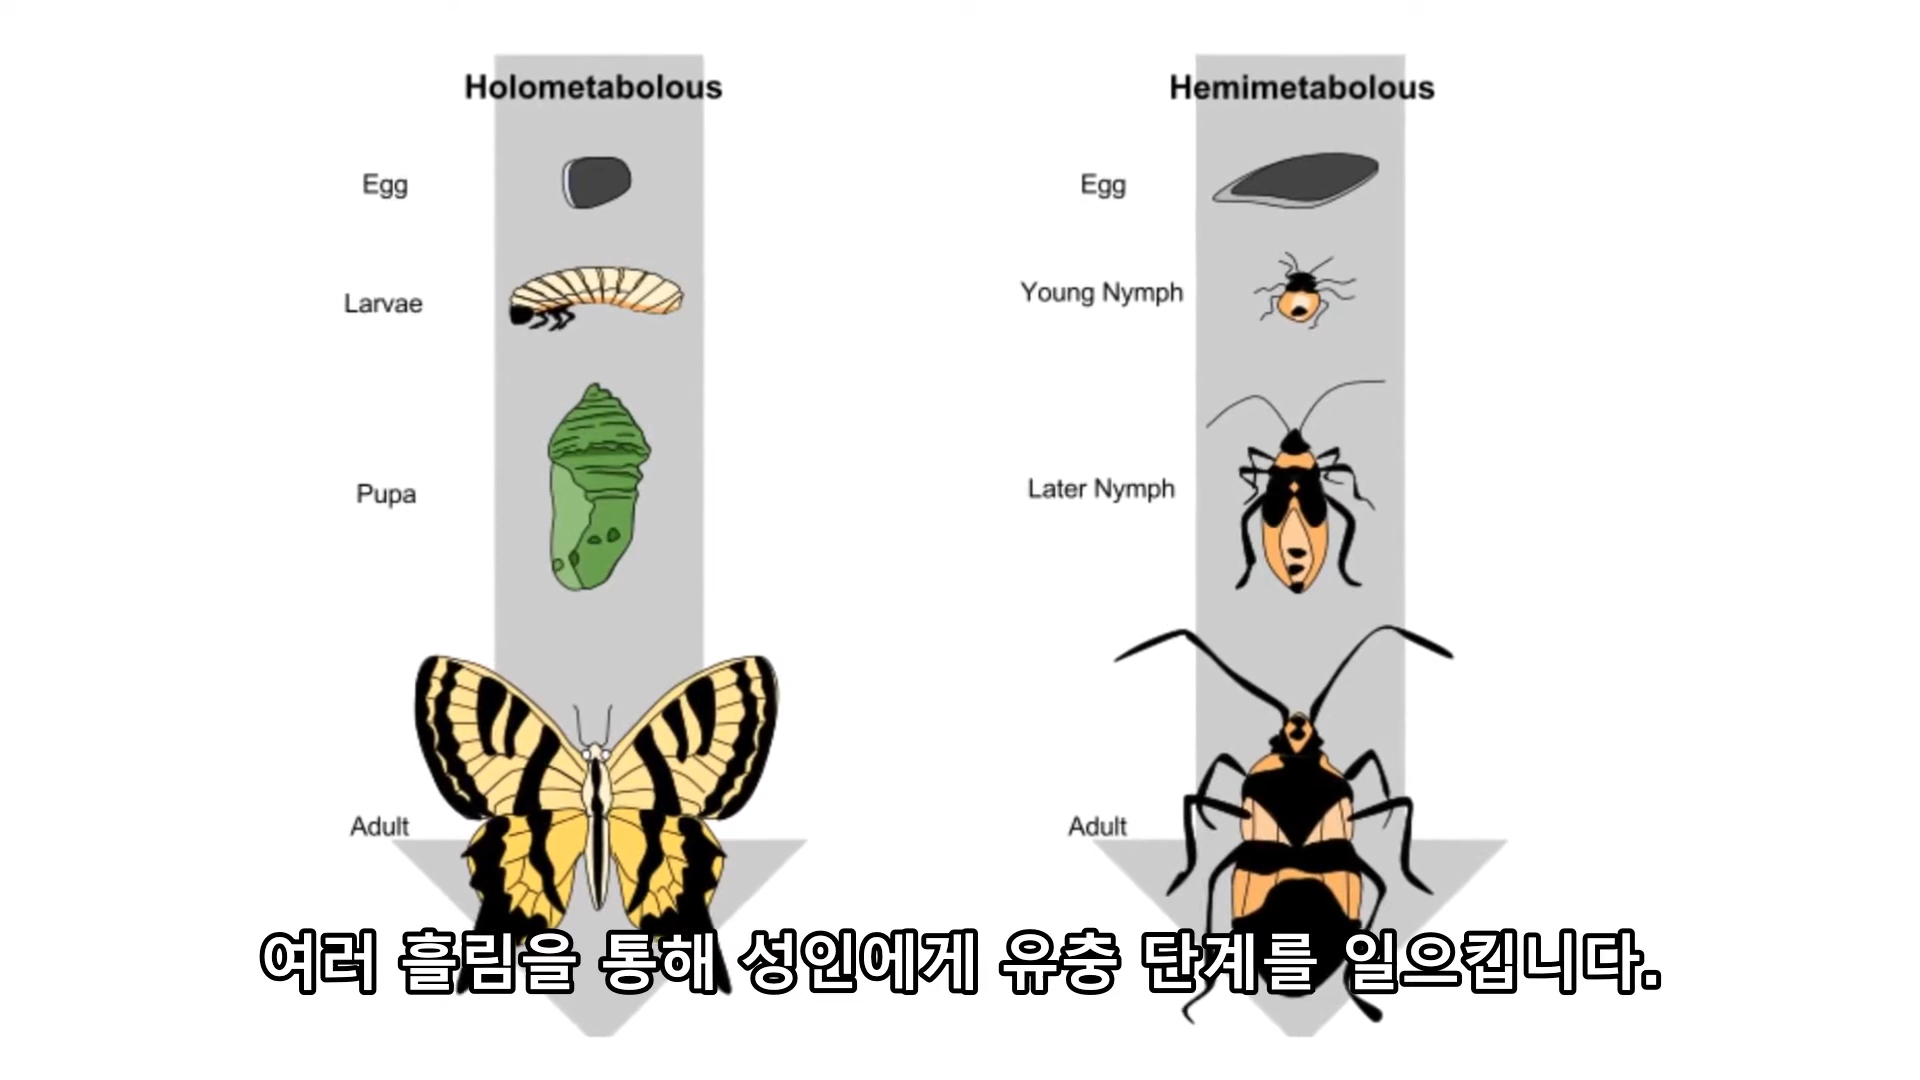 Holometabolous
Egg
Larvae
Pupa
Adult
Hemimetabolous
Egg
Young Nymph
Later Nymph
Adult
여러 흘림을 통해 성인에게 유충 단계를 일으킵니다.